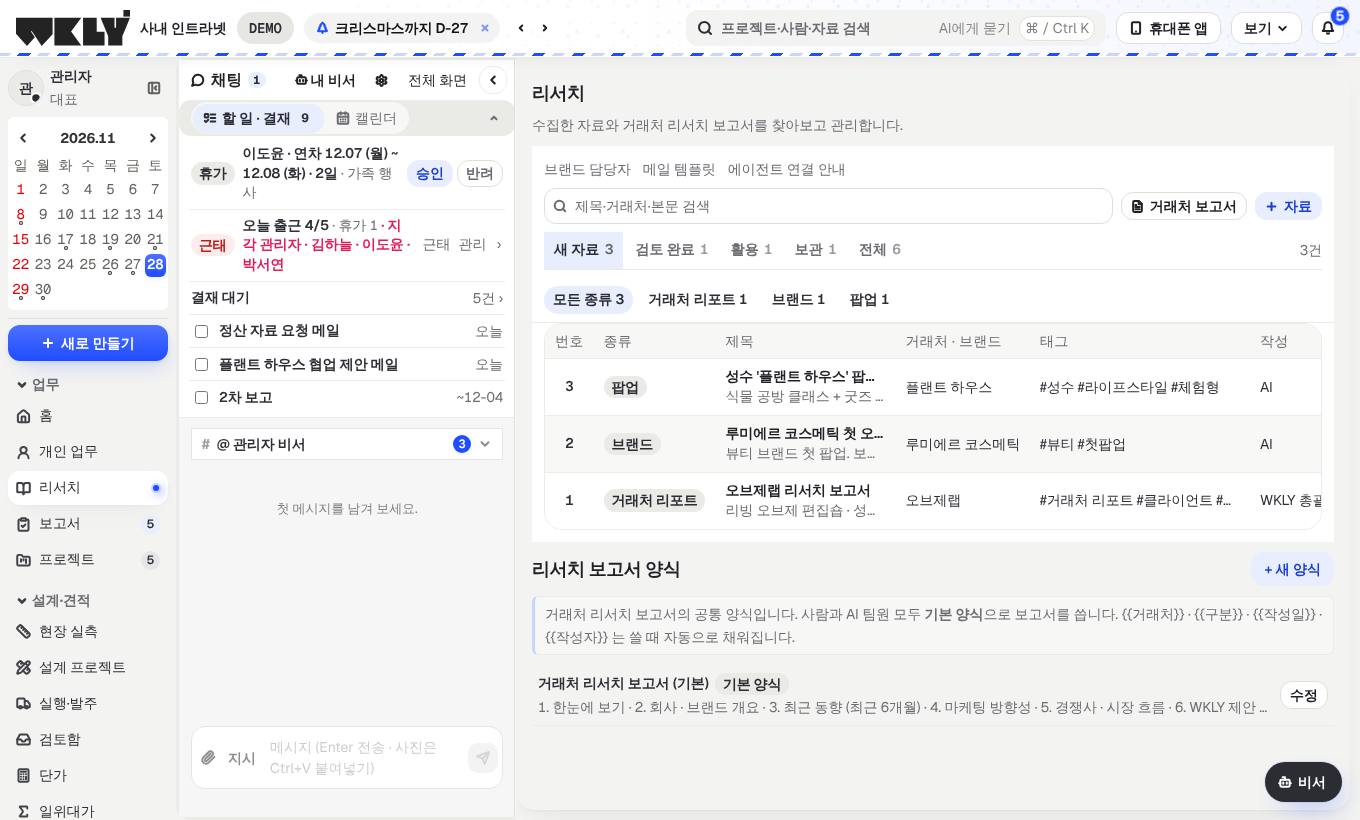 WKLY 사내 인트라넷 DEMO 크리스마스까지 D-27 × ‹ › 프로젝트·사람·자료 검색 AI에게 묻기 ⌘ / Ctrl K 휴대폰 앱 보기 5
관 관리자
대표
2026.11
일 월 화 수 목 금 토
1 2 3 4 5 6 7
8 9 10 11 12 13 14
15 16 17 18 19 20 21
22 23 24 25 26 27 28
29 30
+ 새로 만들기
업무
홈
개인 업무
리서치
보고서 5
프로젝트 5
설계·견적
현장 실측
설계 프로젝트
실행·발주
검토함
단가
일위대가
채팅 1 내 비서 전체 화면
할 일 · 결재 9 캘린더
휴가 이도윤 · 연차 12.07 (월) ~
12.08 (화) · 2일 · 가족 행
사
승인 반려
근태 오늘 출근 4/5 · 휴가 1 · 지
각 관리자 · 김하늘 · 이도윤 ·
박서연
근태 관리 ›
결재 대기 5건 ›
정산 자료 요청 메일 오늘
플랜트 하우스 협업 제안 메일 오늘
2차 보고 ~12-04
# @ 관리자 비서 3
첫 메시지를 남겨 보세요.
지시 메시지 (Enter 전송 · 사진은
Ctrl+V 붙여넣기)
리서치
수집한 자료와 거래처 리서치 보고서를 찾아보고 관리합니다.
브랜드 담당자 메일 템플릿 에이전트 연결 안내
제목·거래처·본문 검색 거래처 보고서 + 자료
새 자료 3 검토 완료 1 활용 1 보관 1 전체 6 3건
모든 종류 3 거래처 리포트 1 브랜드 1 팝업 1
번호 종류 제목 거래처 · 브랜드 태그 작성
3 팝업 성수 '플랜트 하우스' 팝...
식물 공방 클래스 + 굿즈 ...
플랜트 하우스 #성수 #라이프스타일 #체험형 AI
2 브랜드 루미에르 코스메틱 첫 오...
뷰티 브랜드 첫 팝업. 보...
루미에르 코스메틱 #뷰티 #첫팝업 AI
1 거래처 리포트 오브제랩 리서치 보고서
리빙 오브제 편집숍 · 성...
오브제랩 #거래처 리포트 #클라이언트 #... WKLY 총괄
리서치 보고서 양식 + 새 양식
거래처 리서치 보고서의 공통 양식입니다. 사람과 AI 팀원 모두 기본 양식으로 보고서를 씁니다. {{거래처}} · {{구분}} · {{작성일}} ·
{{작성자}} 는 쓸 때 자동으로 채워집니다.
거래처 리서치 보고서 (기본) 기본 양식
1. 한눈에 보기 · 2. 회사 · 브랜드 개요 · 3. 최근 동향 (최근 6개월) · 4. 마케팅 방향성 · 5. 경쟁사 · 시장 흐름 · 6. WKLY 제안 ...
수정
비서